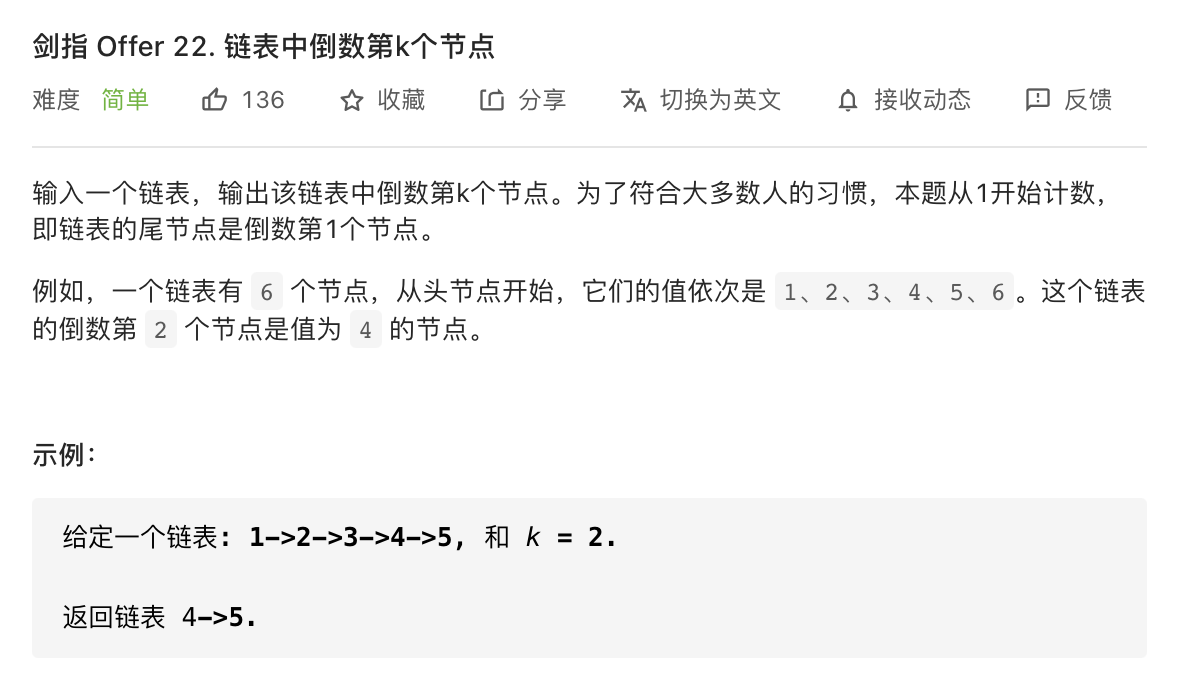 剑指 Offer 22. 链表中倒数第k个节点
难度 简单 136 收藏 分享 切换为英文 接收动态 反馈
输入一个链表，输出该链表中倒数第k个节点。为了符合大多数人的习惯，本题从1开始计数，
即链表的尾节点是倒数第1个节点。
例如，一个链表有 6 个节点，从头节点开始，它们的值依次是 1、2、3、4、5、6。这个链表
的倒数第 2 个节点是值为 4 的节点。
示例：
给定一个链表: 1->2->3->4->5, 和 k = 2.
返回链表 4->5.